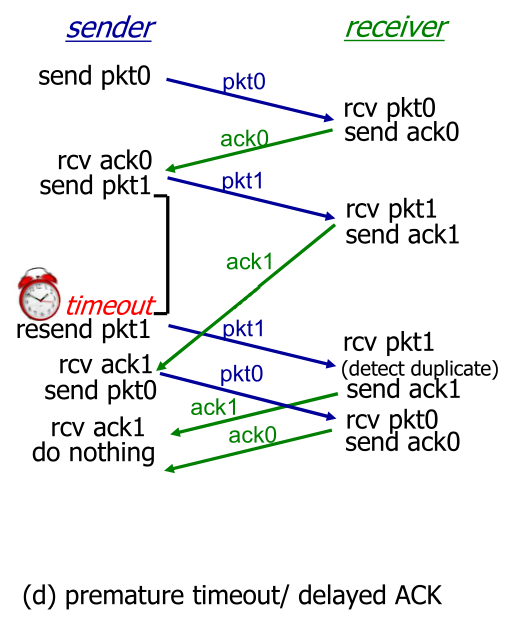 sender
receiver
send pkt0
pkt0
rcv pkt0
send ack0
ack0
rcv ack0
send pkt1
pkt1
rcv pkt1
send ack1
ack1
timeout
resend pkt1
pkt1
rcv pkt1
(detect duplicate)
send ack1
rcv ack1
send pkt0
pkt0
ack1
rcv pkt0
send ack0
rcv ack1
do nothing
ack0
(d) premature timeout/ delayed ACK